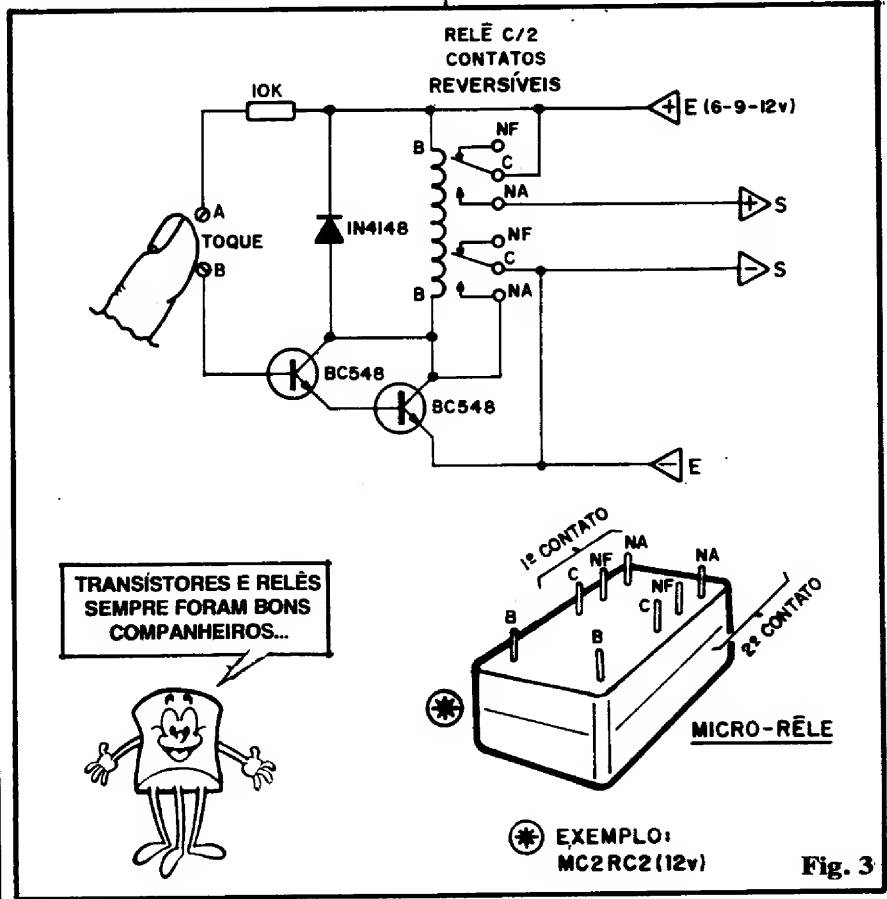 RELÊ C/2
CONTATOS
REVERSÍVEIS
10K
+ E (6-9-12v)
B
NF
C
NA
+ S
A
TOQUE
B
1N4148
NF
C
NA
- S
B
BC548
BC548
- E
TRANSÍSTORES E RELÊS
SEMPRE FORAM BONS
COMPANHEIROS...
1º CONTATO
B
C
NF
NA
NA
NF
C
B
2º CONTATO
MICRO-RÊLE
EXEMPLO:
MC2RC2(12v)
Fig. 3